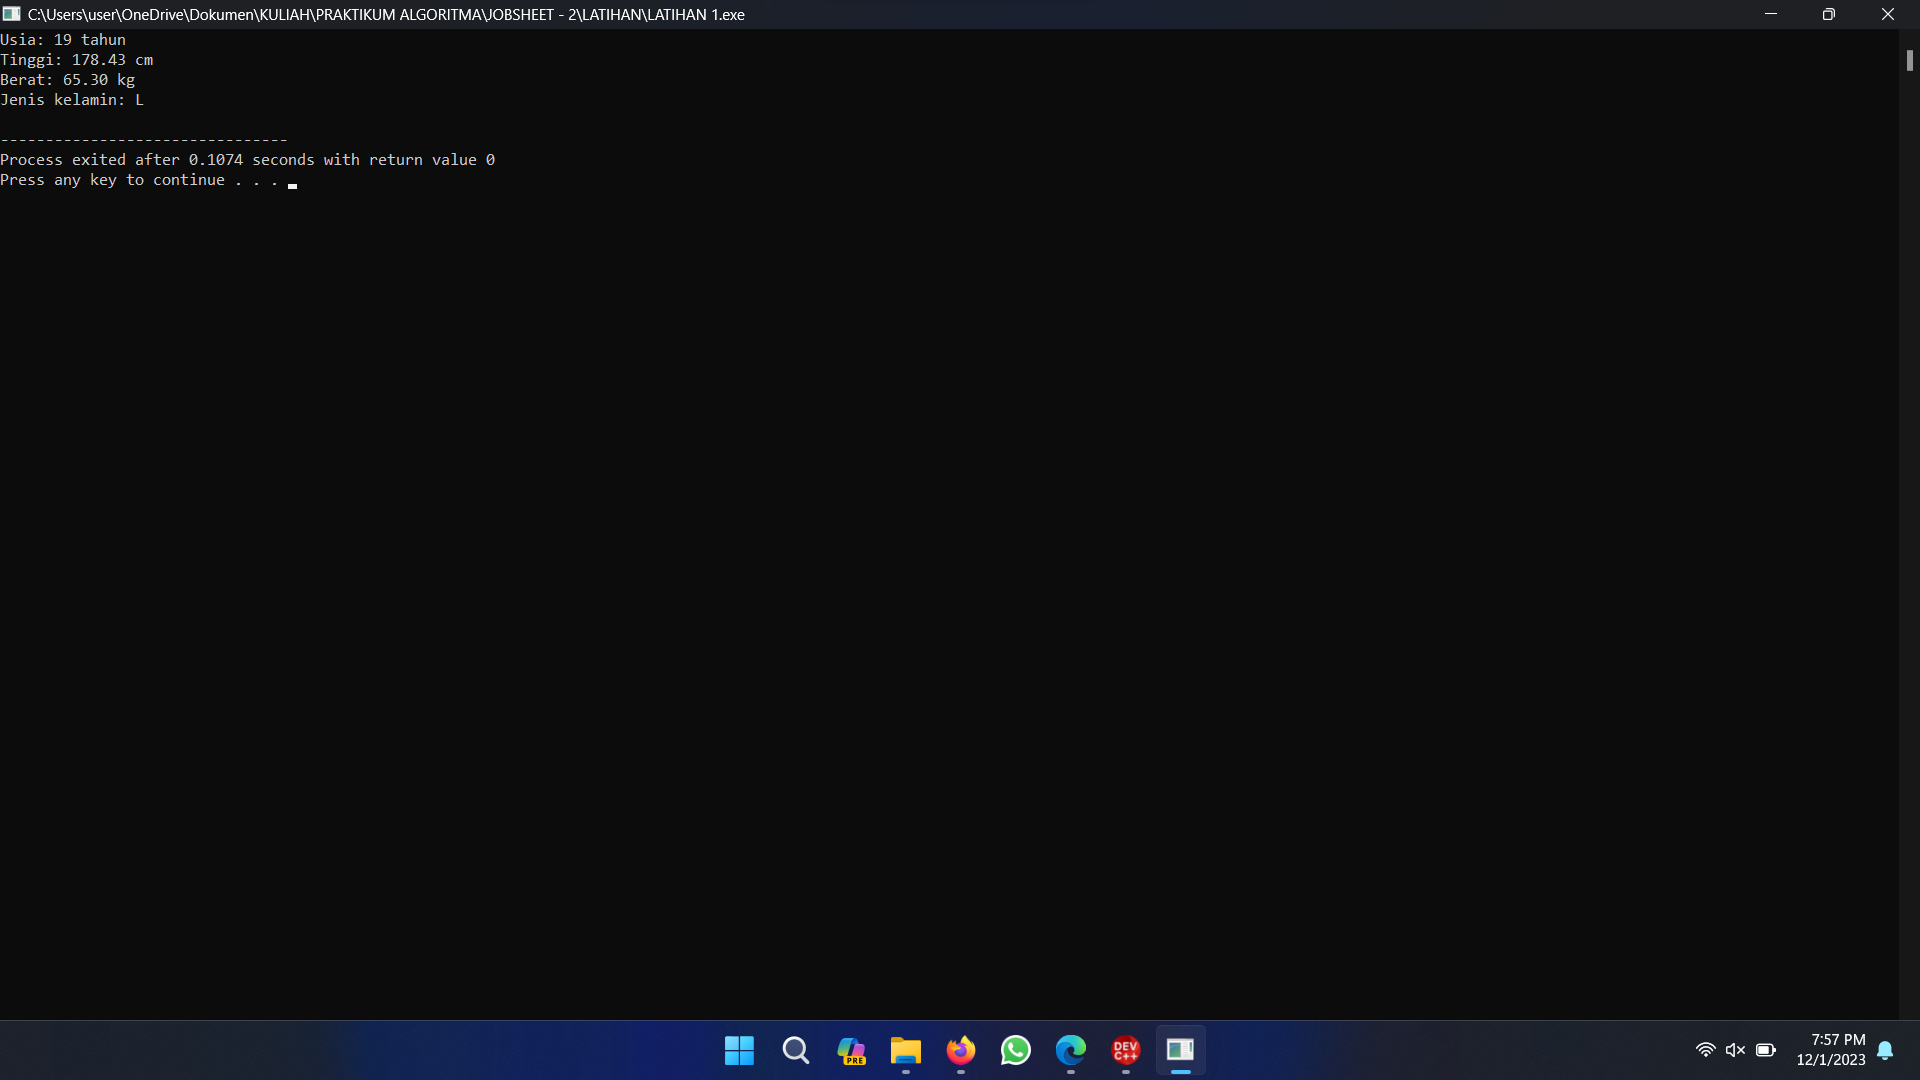 C:\Users\user\OneDrive\Dokumen\KULIAH\PRAKTIKUM ALGORITMA\JOBSHEET - 2\LATIHAN\LATIHAN 1.exe
Usia: 19 tahun
Tinggi: 178.43 cm
Berat: 65.30 kg
Jenis kelamin: L
--------------------------------
Process exited after 0.1074 seconds with return value 0
Press any key to continue . . .
PRE
DEV
C++
7:57 PM
12/1/2023